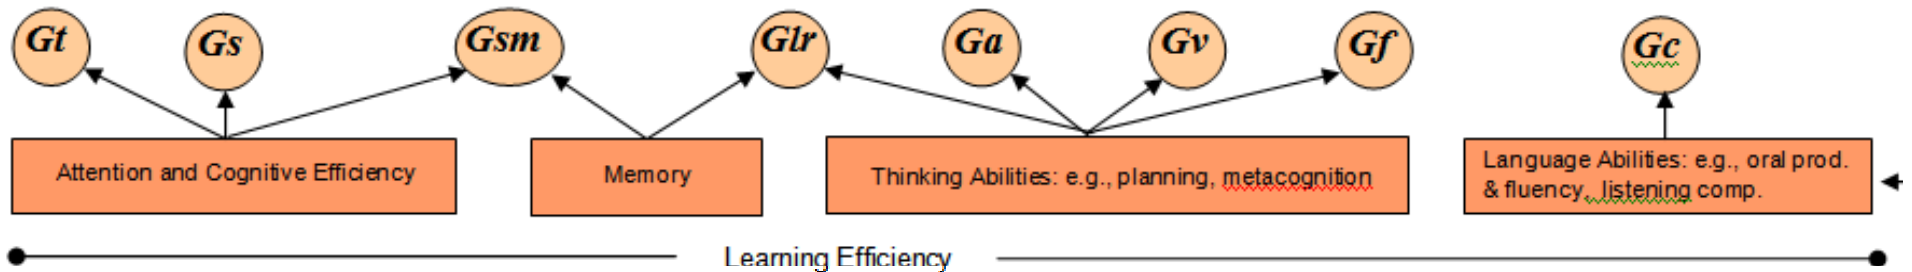 Gt
Gs
Gsm
Glr
Ga
Gv
Gf
Gc
Attention and Cognitive Efficiency
Memory
Thinking Abilities: e.g., planning, metacognition
Language Abilities: e.g., oral prod.
& fluency, listening comp.
Learning Efficiency